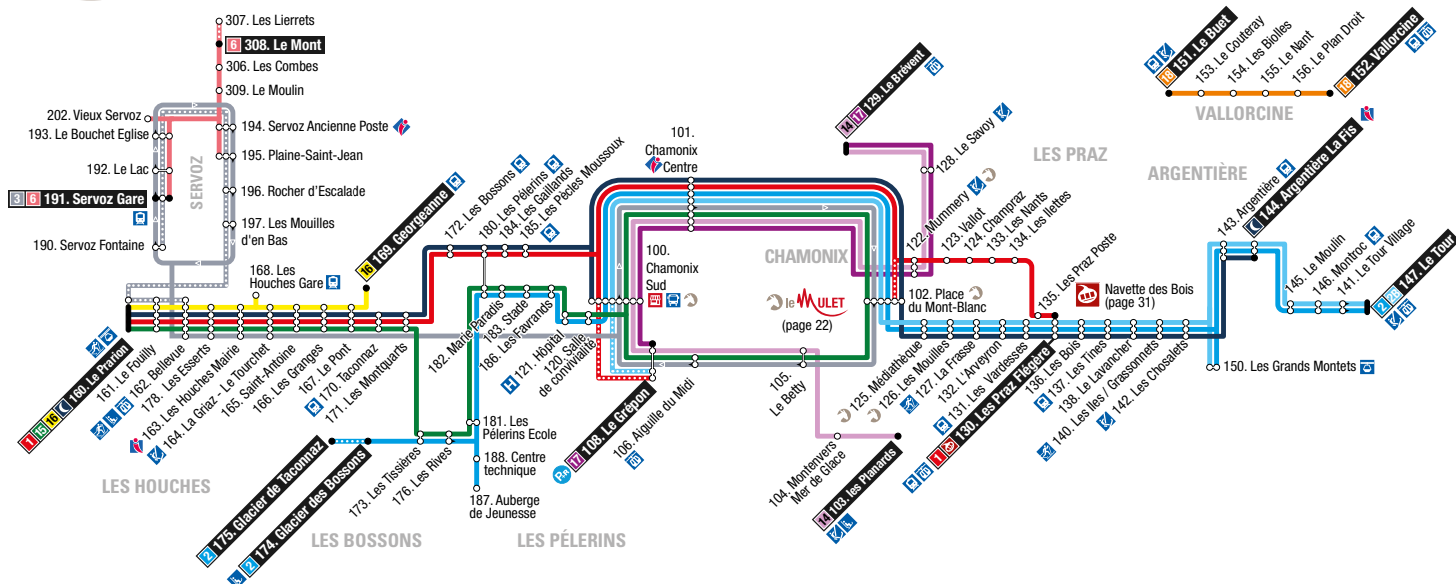 307. Les Lierrets
6 308. Le Mont
306. Les Combes
309. Le Moulin
202. Vieux Servoz
193. Le Bouchet Eglise
194. Servoz Ancienne Poste
192. Le Lac
195. Plaine-Saint-Jean
3 6 191. Servoz Gare
196. Rocher d'Escalade
197. Les Mouilles
d'en Bas
190. Servoz Fontaine
SERVOZ
168. Les
Houches Gare
16 169. Georgeanne
1 15 16 160. Le Prarion
161. Le Fouilly
162. Bellevue
178. Les Esserts
163. Les Houches Mairie
164. La Griaz - Le Tourchet
165. Saint-Antoine
166. Les Granges
167. Le Pont
170. Taconnaz
171. Les Montquarts
LES HOUCHES
172. Les Bossons
180. Les Pèlerins
184. Les Gaillands
185. Les Pècles Moussoux
182. Marie Paradis
183. Stade
186. Les Favrands
H 121. Hôpital
120. Salle
de convivialité
181. Les
Pélerins Ecole
188. Centre
technique
187. Auberge
de Jeunesse
173. Les Tissières
176. Les Rives
2 175. Glacier de Taconnaz
2 174. Glacier des Bossons
LES BOSSONS
LES PÉLERINS
101.
Chamonix
Centre
100.
Chamonix
Sud
P+R 17 108. Le Grépon
106. Aiguille du Midi
105.
Le Betty
CHAMONIX
le MULET
(page 22)
14 17 129. Le Brévent
128. Le Savoy
122. Mummery
123. Vallot
124. Champraz
133. Les Nants
134. Les Ilettes
135. Les Praz Poste
102. Place
du Mont-Blanc
Navette des Bois
(page 31)
LES PRAZ
104. Montenvers
Mer de Glace
14 103. les Planards
125. Médiathèque
126. Les Mouilles
127. La Frasse
132. L'Arveyron
131. Les Vardesses
1 130. Les Praz Flégère
136. Les Bois
137. Les Tines
138. Le Lavancher
140. Les Iles / Grassonnets
142. Les Chosalets
ARGENTIÈRE
143. Argentière
144. Argentière La Fis
150. Les Grands Montets
145. Le Moulin
146. Montroc
141. Le Tour Village
2 26 147. Le Tour
18 151. Le Buet
153. Le Couteray
154. Les Biolles
155. Le Nant
156. Le Plan Droit
18 152. Vallorcine
VALLORCINE